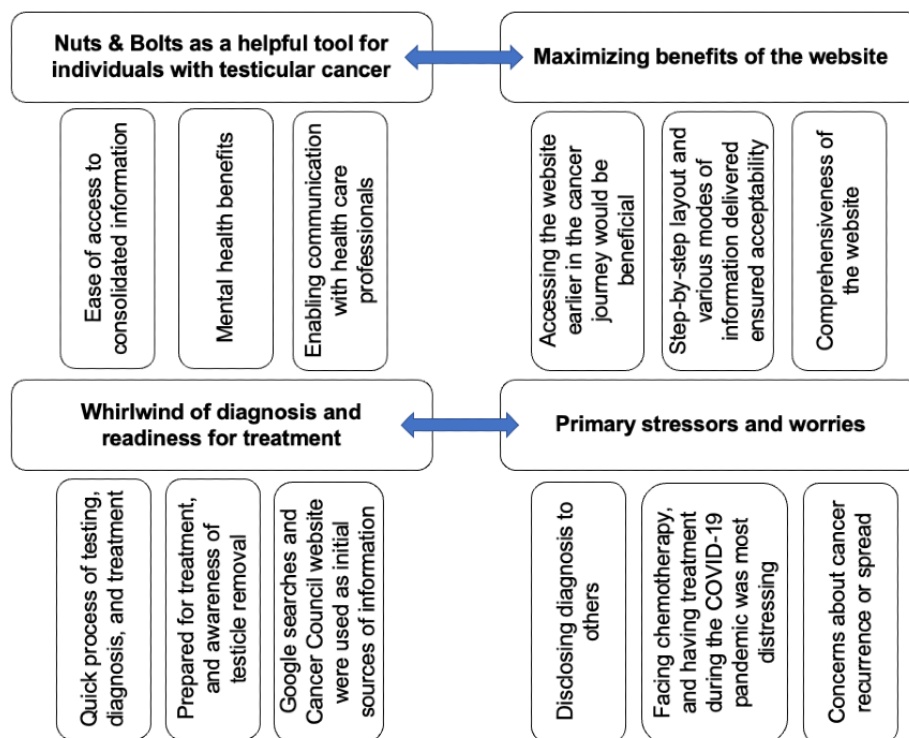 Nuts & Bolts as a helpful tool for
individuals with testicular cancer
Maximizing benefits of the website
Ease of access to
consolidated information
Mental health benefits
Enabling communication
with health care
professionals
Accessing the website
earlier in the cancer
journey would be
beneficial
Step-by-step layout and
various modes of
information delivered
ensured acceptability
Comprehensiveness of
the website
Whirlwind of diagnosis and
readiness for treatment
Primary stressors and worries
Quick process of testing,
diagnosis, and treatment
Prepared for treatment,
and awareness of
testicle removal
Google searches and
Cancer Council website
were used as initial
sources of information
Disclosing diagnosis to
others
Facing chemotherapy,
and having treatment
during the COVID-19
pandemic was most
distressing
Concerns about cancer
recurrence or spread